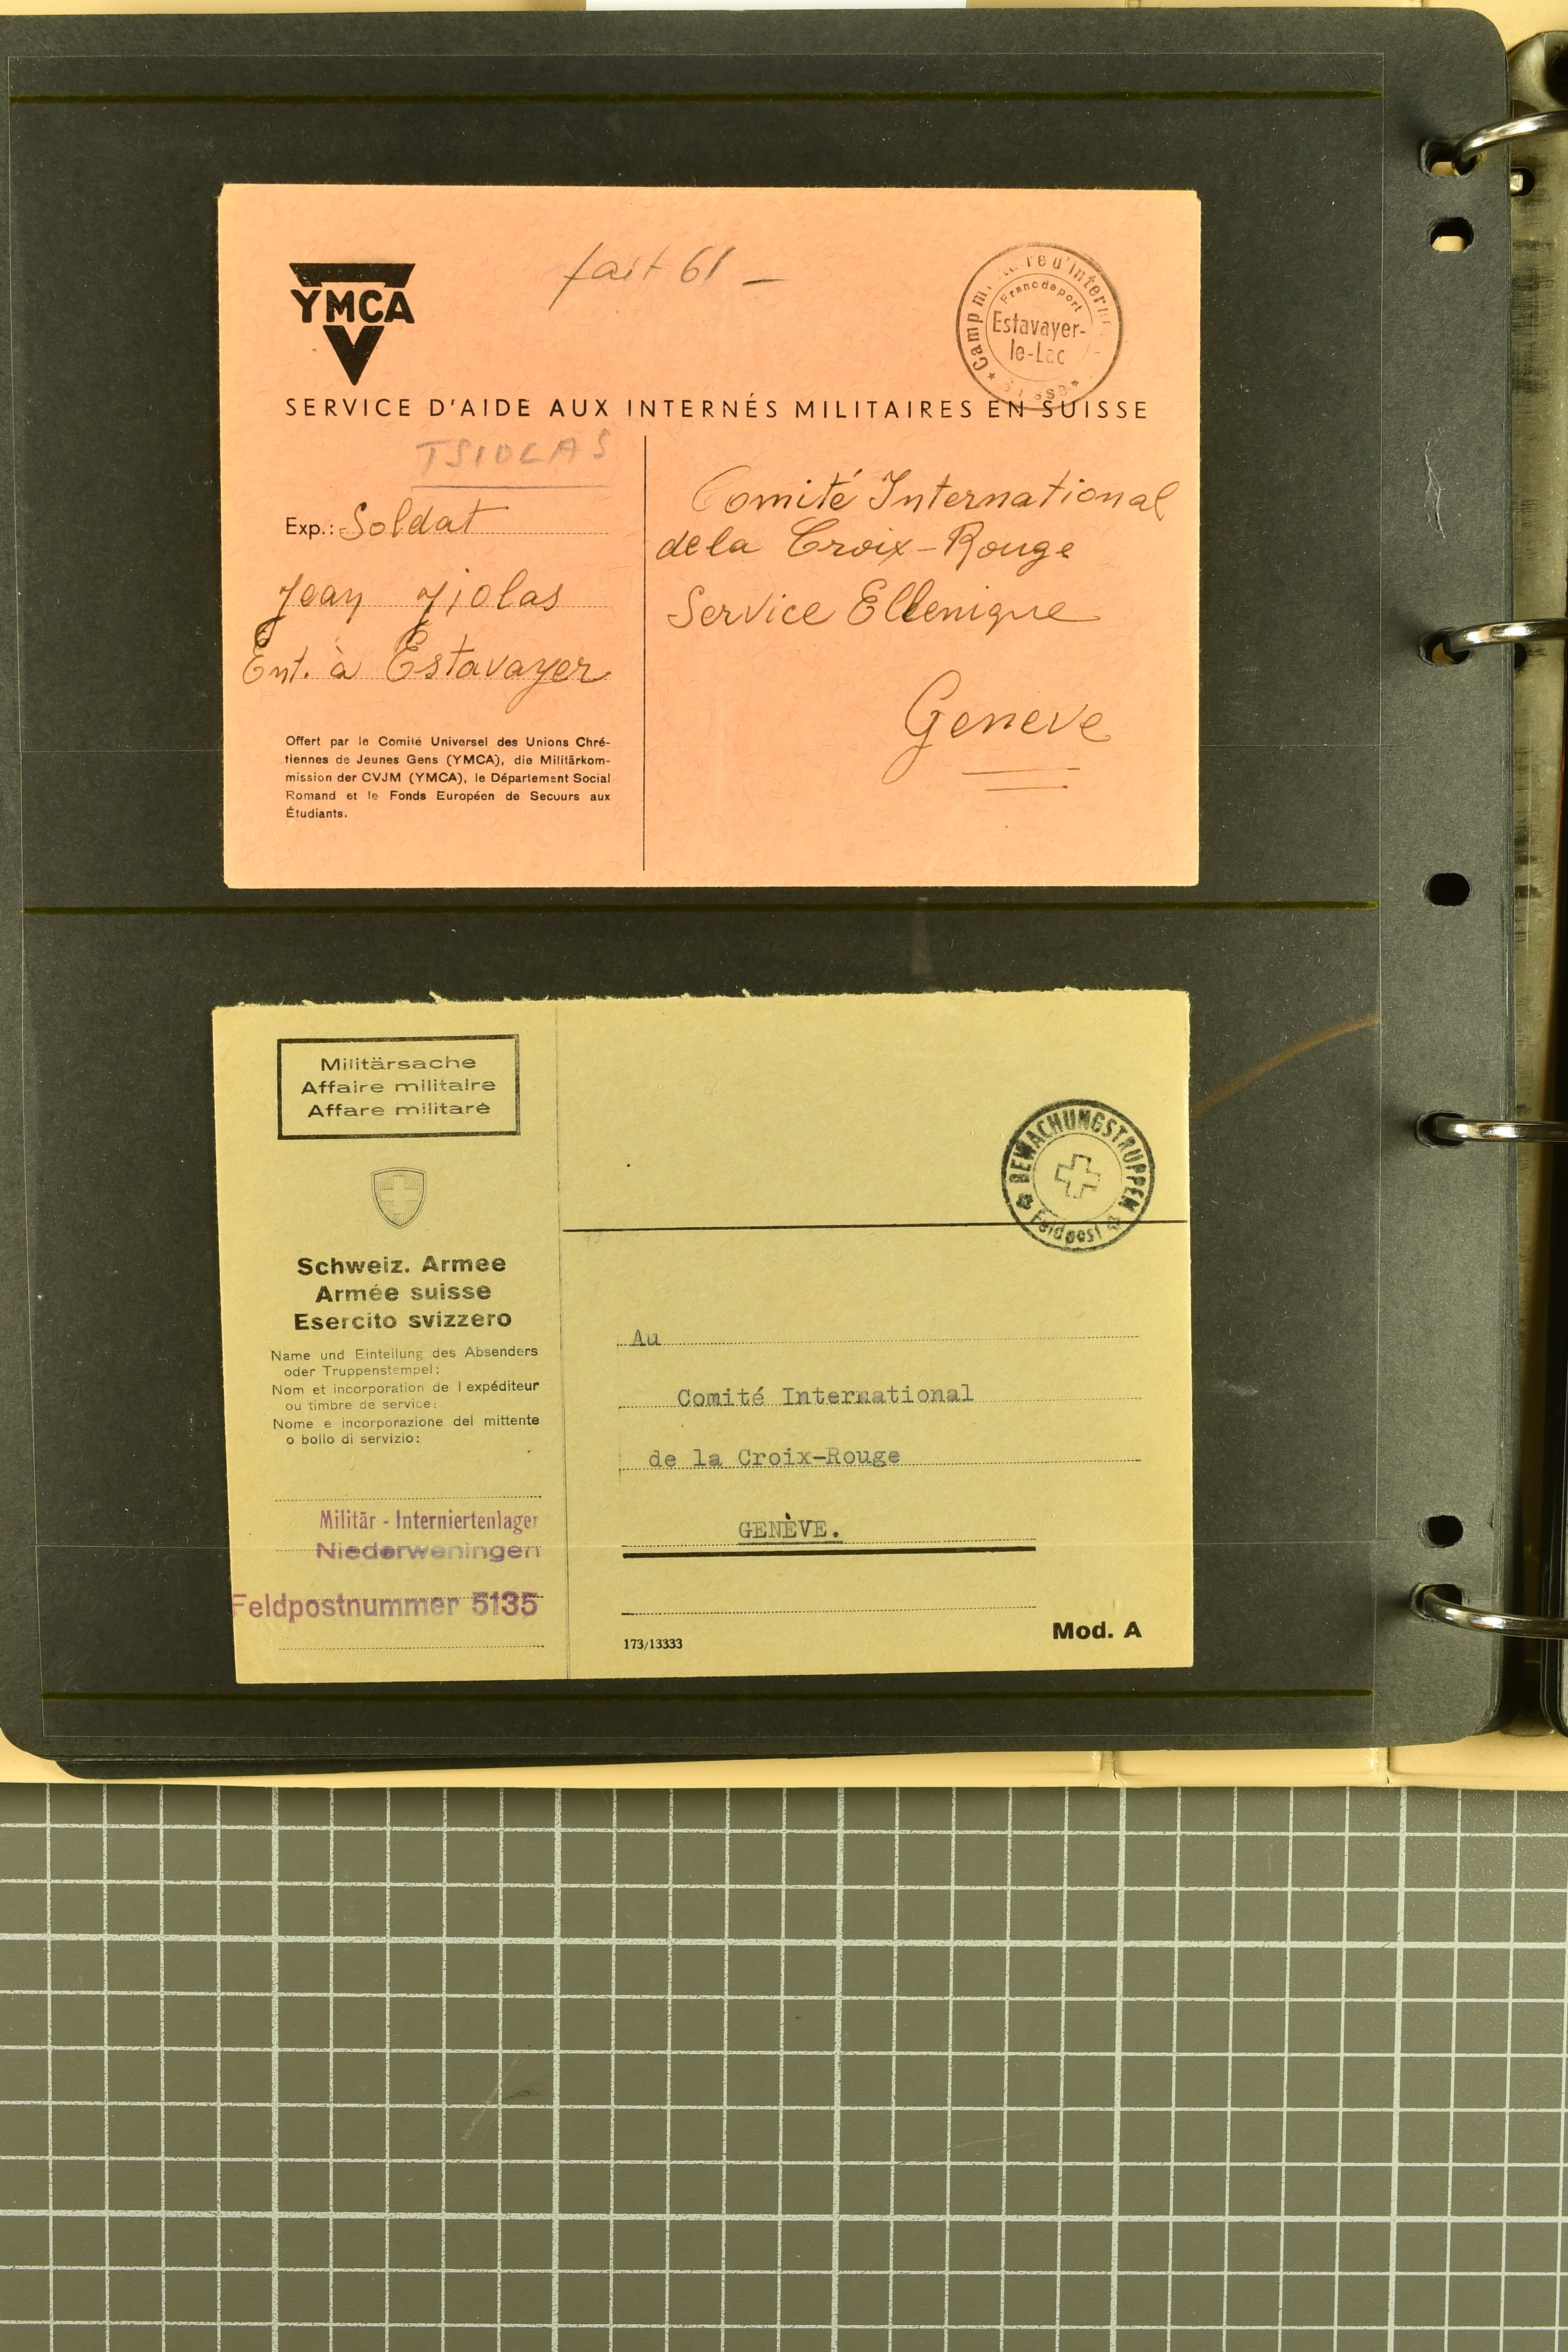 fait 61 -
YMCA
Camp d'intern
Franc de port
Estavayer-
le-Lac
SERVICE D'AIDE AUX INTERNÉS MILITAIRES EN SUISSE
TSIOLAS
Exp.: Soldat
Jean
Ent. à Estavayer
Comité International
de la Croix-Rouge
Service Ellenique
Geneve
Offert par le Comité Universel des Unions Chré-
tiennes de Jeunes Gens (YMCA), die Militärkom-
mission der CVJM (YMCA), le Département Social
Romand et le Fonds Européen de Secours aux
Étudiants.
Militärsache
Affaire militaire
Affare militare
BEWACHUNGSTRUPPEN
Feldpost
Schweiz. Armee
Armée suisse
Esercito svizzero
Name und Einteilung des Absenders
oder Truppenstempel:
Nom et incorporation de l expéditeur
ou timbre de service:
Nome e incorporazione del mittente
o bollo di servizio:
Militär - Interniertenlager
Niederweningen
Feldpostnummer 5135
Au
Comité International
de la Croix-Rouge
GENÈVE.
173/13333
Mod. A